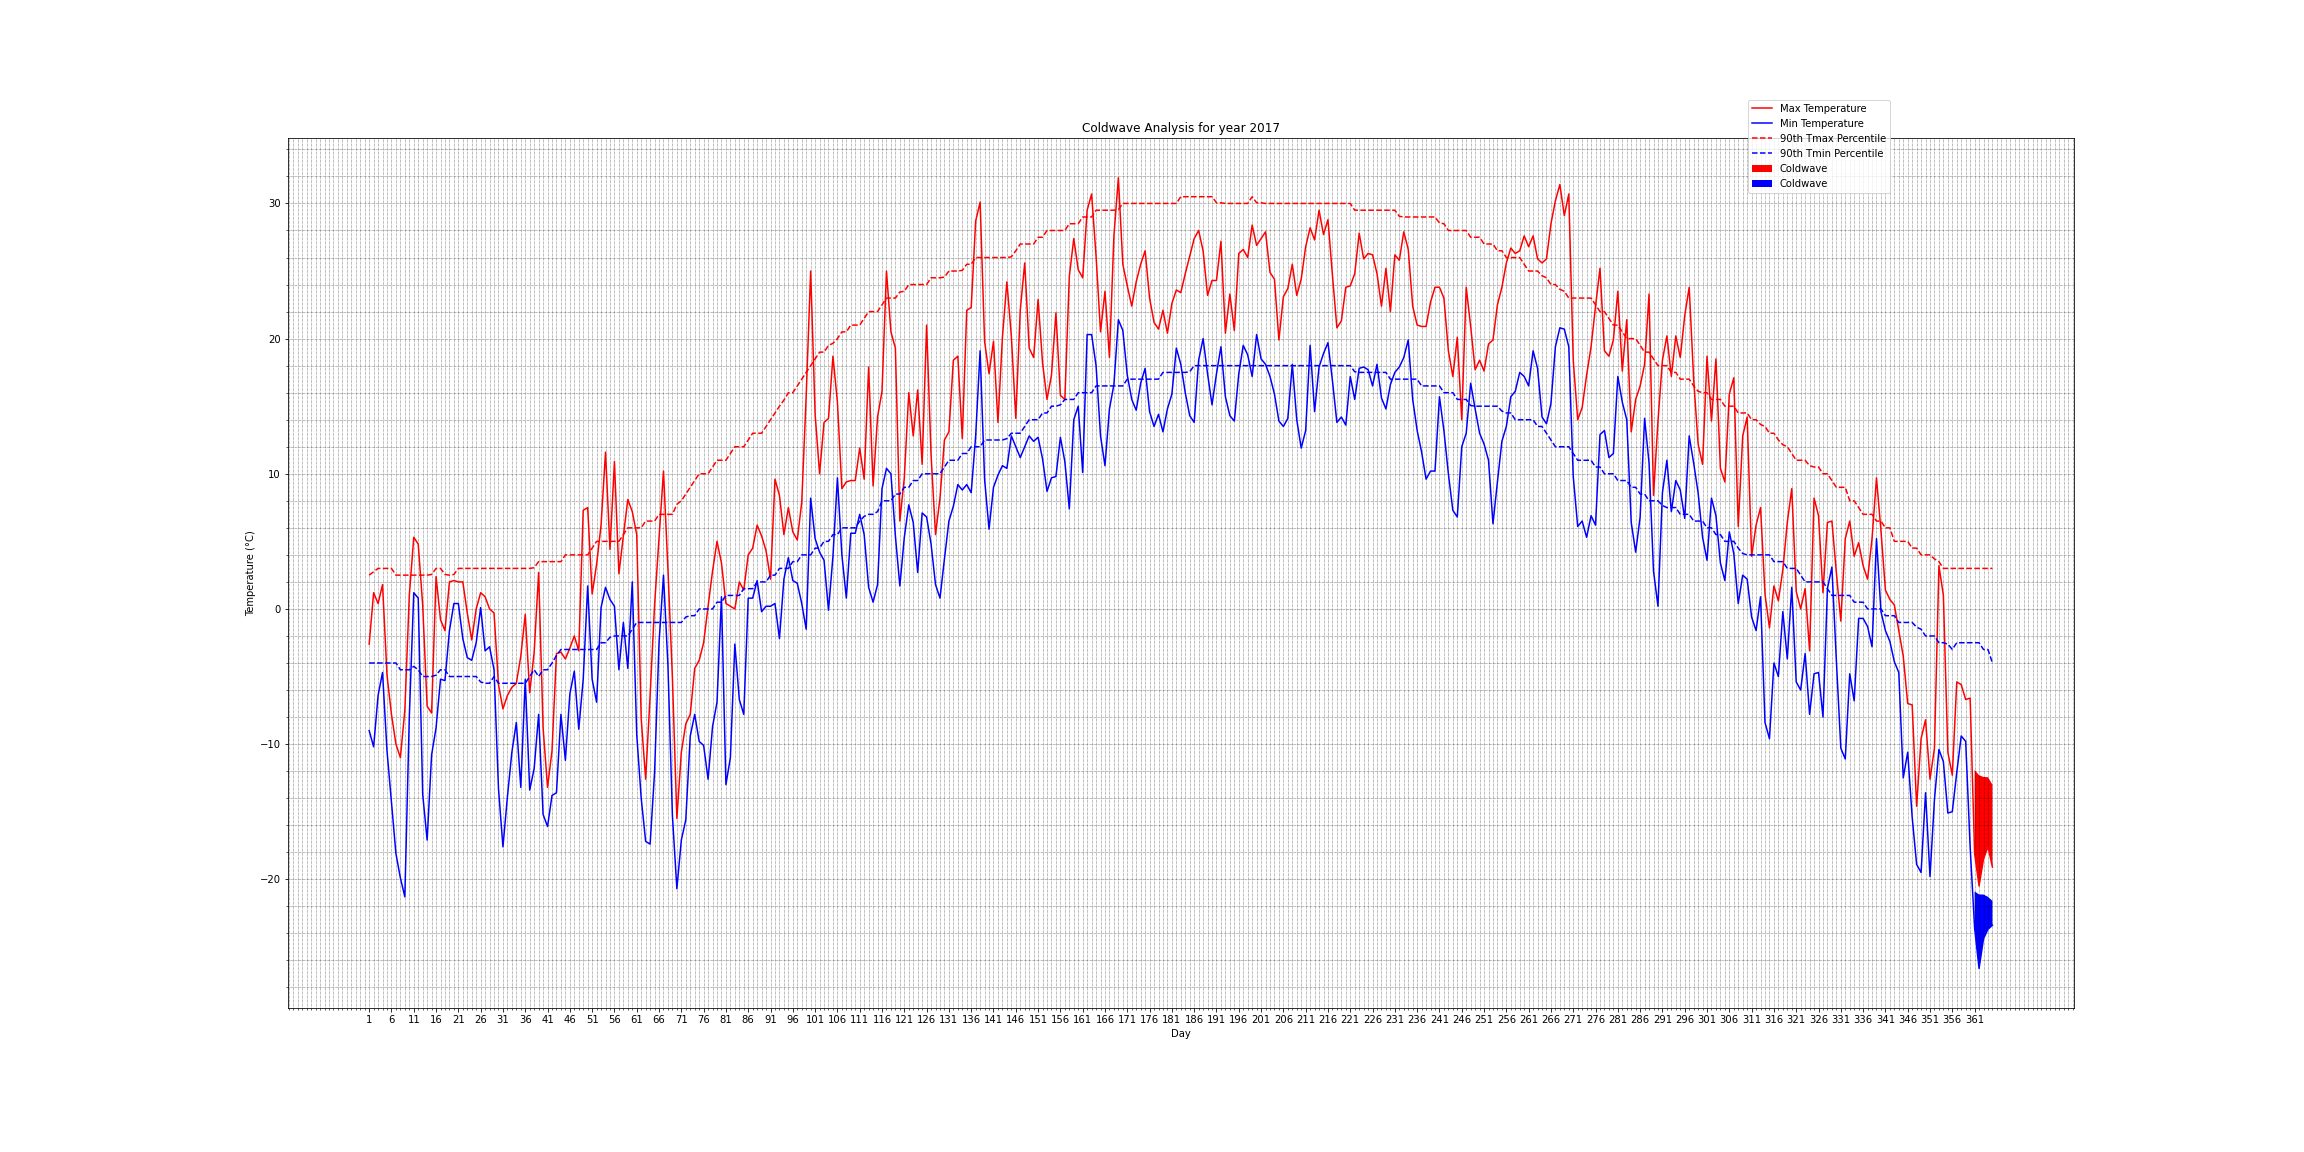 Max Temperature
Min Temperature
90th Tmax Percentile
90th Tmin Percentile
Coldwave
Coldwave
Coldwave Analysis for year 2017
Temperature (°C)
30
20
10
0
−10
−20
1 6 11 16 21 26 31 36 41 46 51 56 61 66 71 76 81 86 91 96 101 106 111 116 121 126 131 136 141 146 151 156 161 166 171 176 181 186 191 196 201 206 211 216 221 226 231 236 241 246 251 256 261 266 271 276 281 286 291 296 301 306 311 316 321 326 331 336 341 346 351 356 361
Day